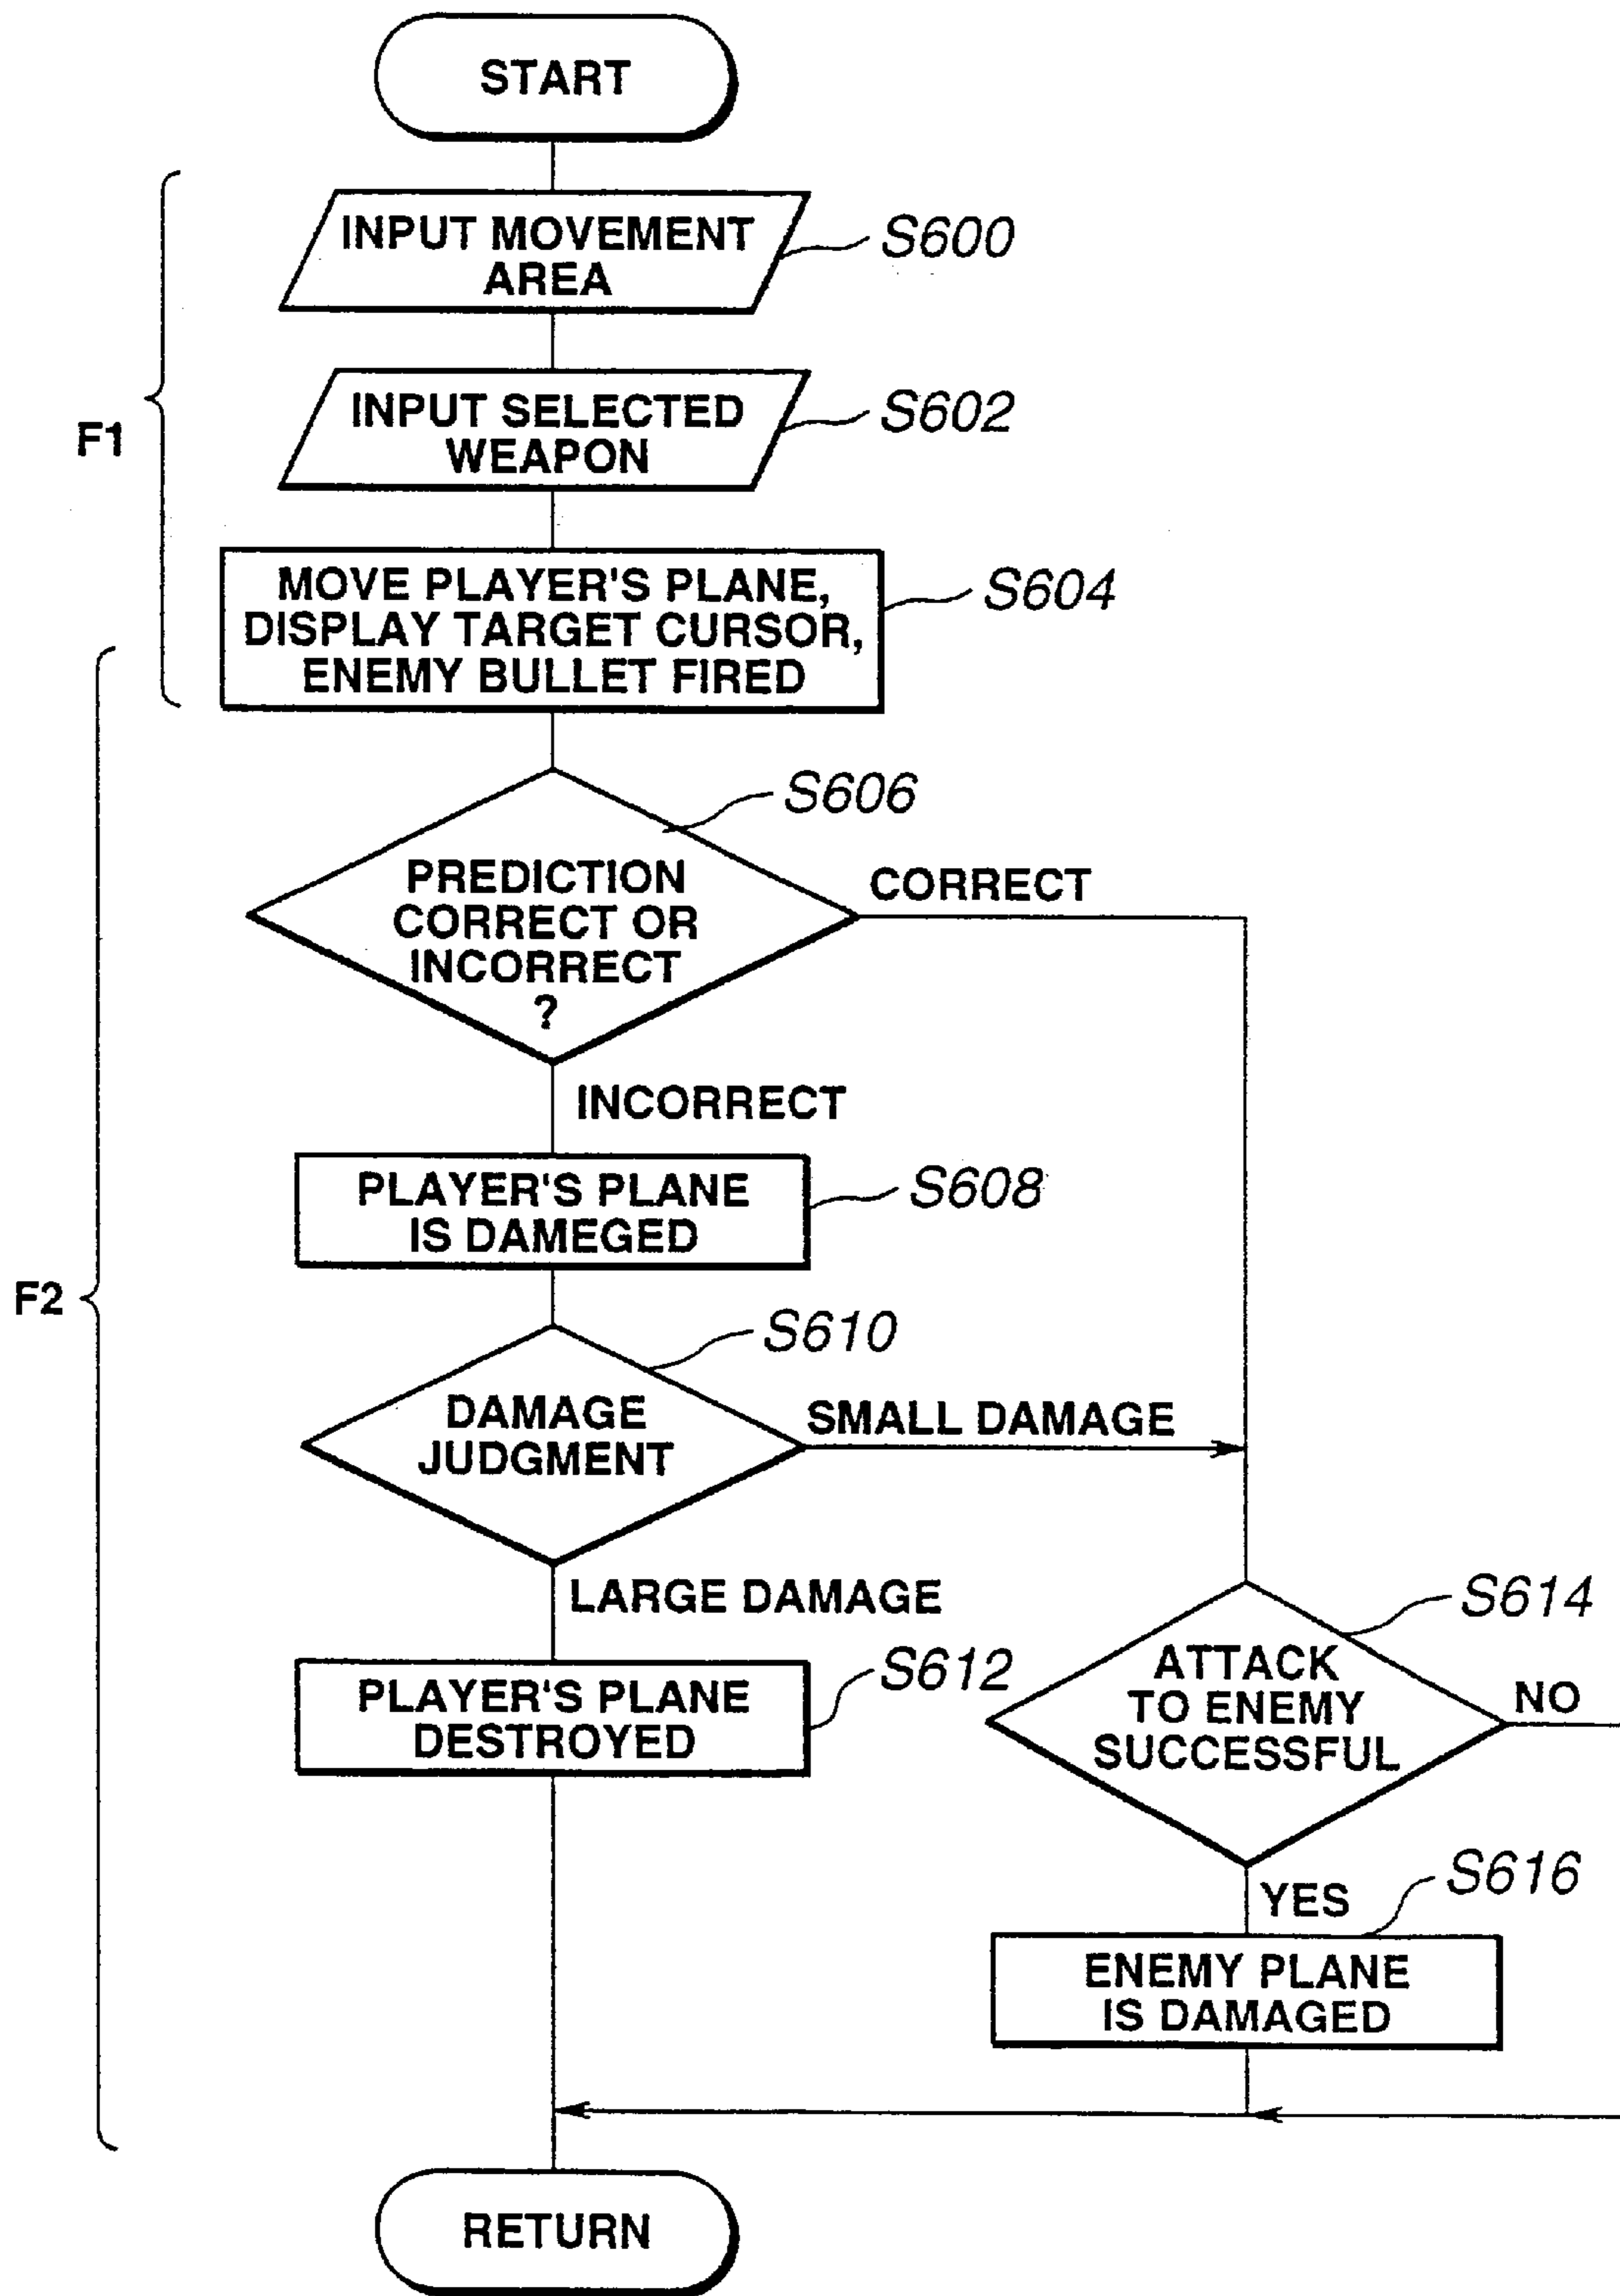 START
INPUT MOVEMENT
AREA
S600
INPUT SELECTED
WEAPON
S602
F1
MOVE PLAYER'S PLANE,
DISPLAY TARGET CURSOR,
ENEMY BULLET FIRED
S604
S606
PREDICTION
CORRECT OR
INCORRECT
?
CORRECT
INCORRECT
PLAYER'S PLANE
IS DAMEGED
S608
F2
S610
DAMAGE
JUDGMENT
SMALL DAMAGE
LARGE DAMAGE
PLAYER'S PLANE
DESTROYED
S612
S614
ATTACK
TO ENEMY
SUCCESSFUL
NO
YES
S616
ENEMY PLANE
IS DAMAGED
RETURN